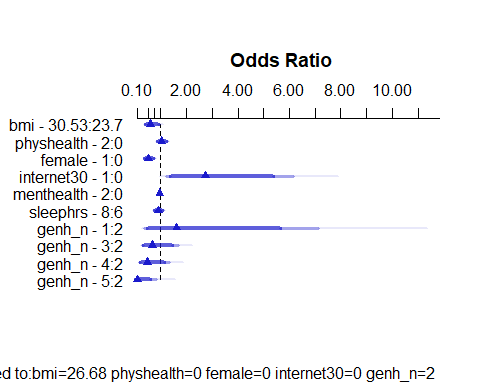 Odds Ratio
0.10 2.00 4.00 6.00 8.00 10.00
bmi - 30.53:23.7
physhealth - 2:0
female - 1:0
internet30 - 1:0
menthealth - 2:0
sleephrs - 8:6
genh_n - 1:2
genh_n - 3:2
genh_n - 4:2
genh_n - 5:2
ed to:bmi=26.68 physhealth=0 female=0 internet30=0 genh_n=2